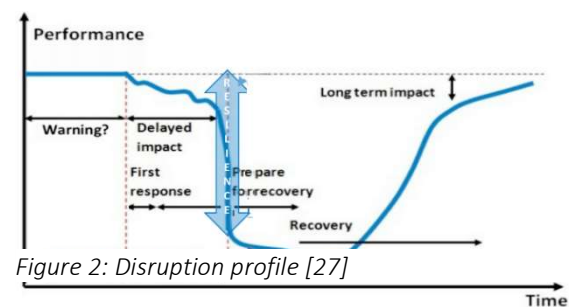 Performance
RESILIENCE
Long term impact
Warning?
Delayed
impact
First
response
Prepare
for recovery
Recovery
Figure 2: Disruption profile [27]
Time